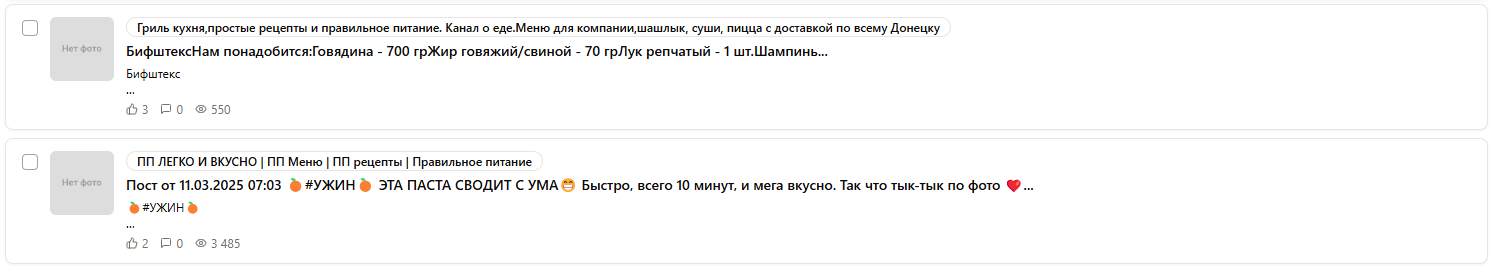 Гриль кухня,простые рецепты и правильное питание. Канал о еде.Меню для компании,шашлык, суши, пицца с доставкой по всему Донецку
Нет фото
БифштексНам понадобится:Говядина - 700 грЖир говяжий/свиной - 70 грЛук репчатый - 1 шт.Шампинь...
Бифштекс
...
3 0 550
ПП ЛЕГКО И ВКУСНО | ПП Меню | ПП рецепты | Правильное питание
Нет фото
Пост от 11.03.2025 07:03 🍊#УЖИН🍊 ЭТА ПАСТА СВОДИТ С УМА😁 Быстро, всего 10 минут, и мега вкусно. Так что тык-тык по фото ❤️...
🍊#УЖИН🍊
...
2 0 3 485